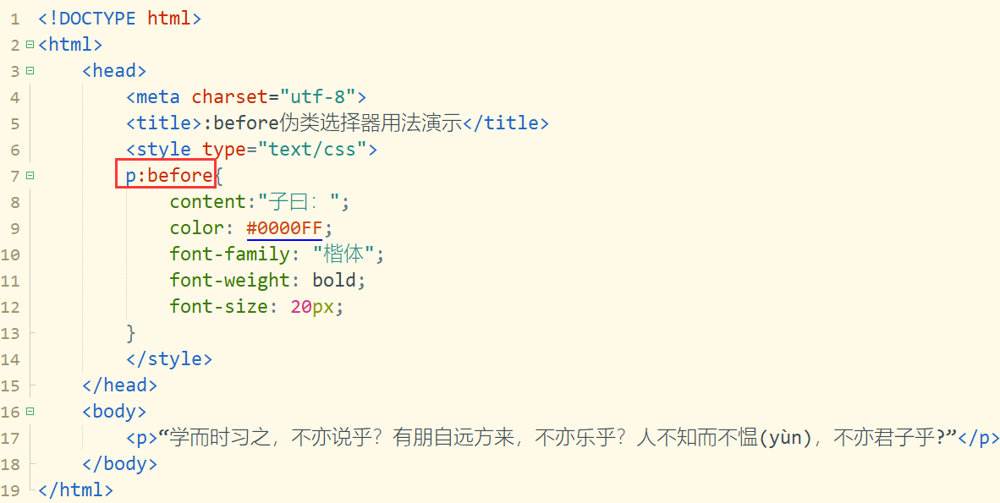 1 <!DOCTYPE html>
2 <html>
3 <head>
4 <meta charset="utf-8">
5 <title>:before伪类选择器用法演示</title>
6 <style type="text/css">
7 p:before{
8 content:"子曰：";
9 color: #0000FF;
10 font-family: "楷体";
11 font-weight: bold;
12 font-size: 20px;
13 }
14 </style>
15 </head>
16 <body>
17 <p>“学而时习之，不亦说乎？有朋自远方来，不亦乐乎？人不知而不愠(yùn)，不亦君子乎?”</p>
18 </body>
19 </html>